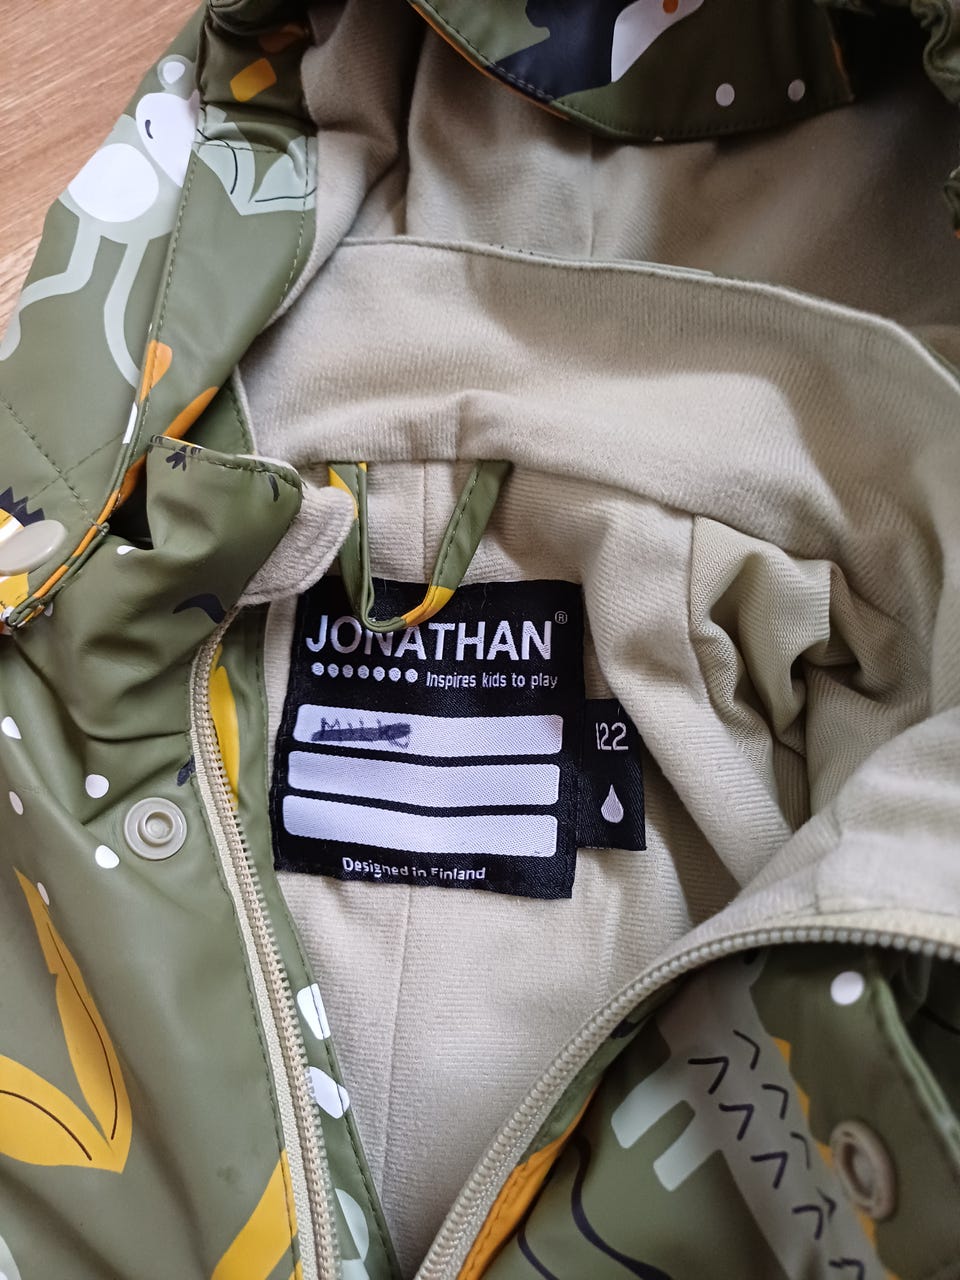 JONATHAN®
Inspires kids to play
122
Designed in Finland